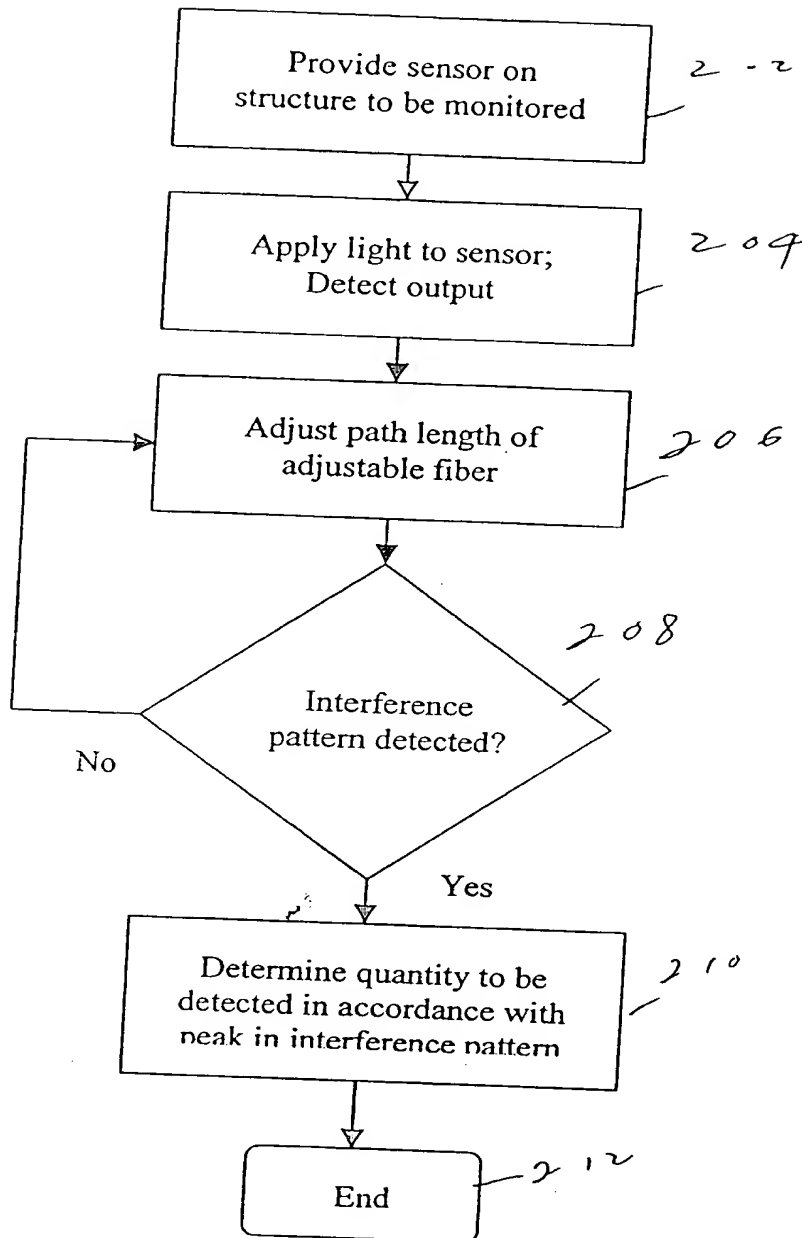 Provide sensor on
structure to be monitored
2-2
Apply light to sensor;
Detect output
204
Adjust path length of
adjustable fiber
206
Interference
pattern detected?
208
No
Yes
Determine quantity to be
detected in accordance with
peak in interference pattern
210
End
212